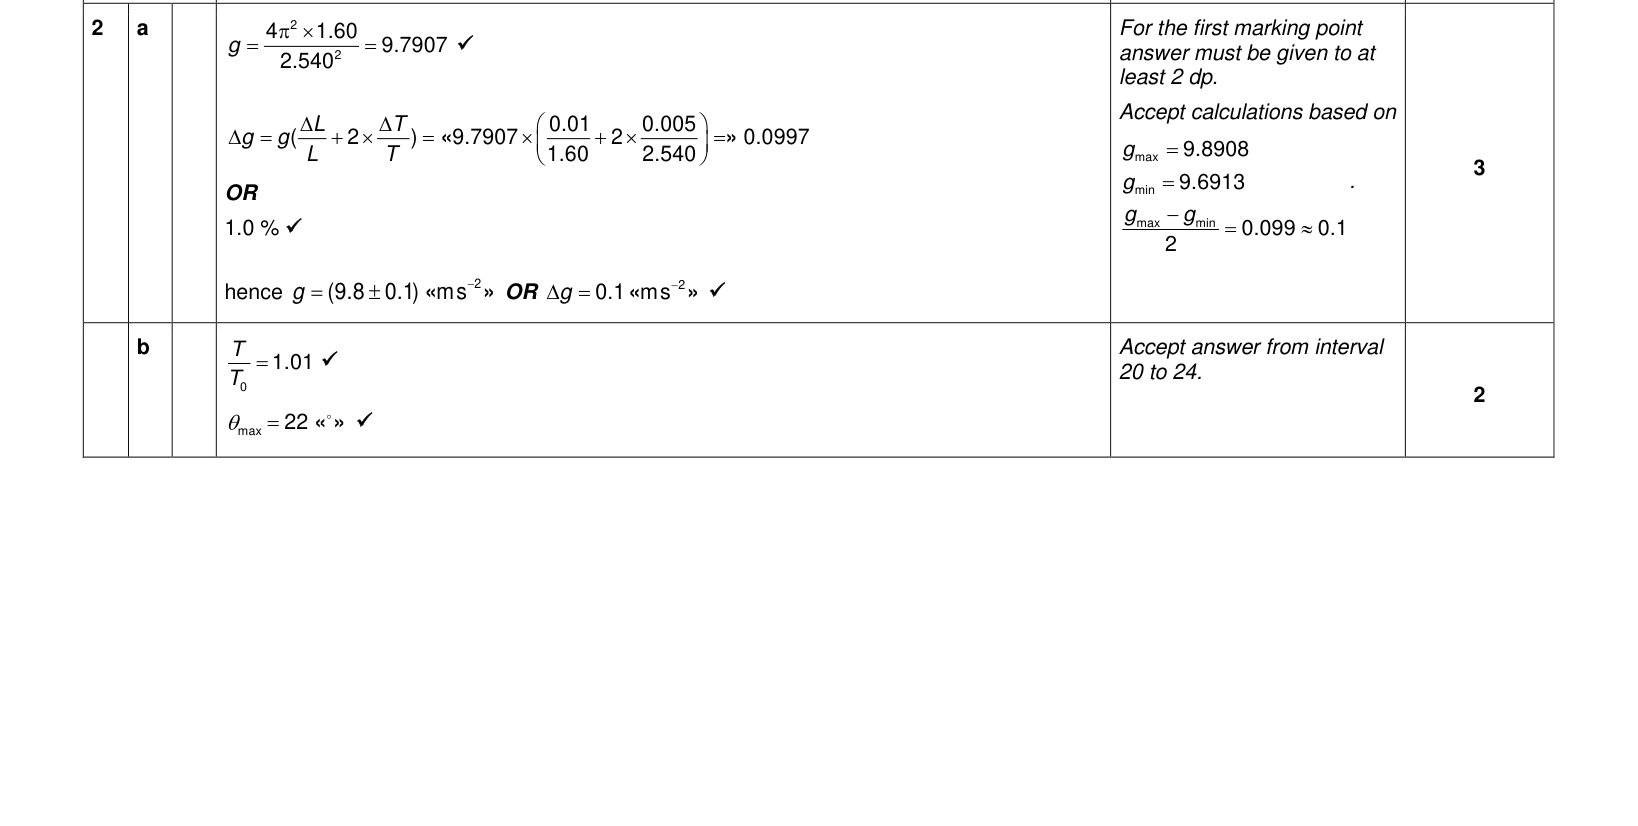 2 a
g = 4π² × 1.60 / 2.540² = 9.7907 ✓
Δg = g(ΔL/L + 2 × ΔT/T) = «9.7907 × (0.01/1.60 + 2 × 0.005/2.540) =» 0.0997
OR
1.0 % ✓
hence g = (9.8 ± 0.1) «m s⁻²» OR Δg = 0.1 «m s⁻²» ✓
For the first marking point
answer must be given to at
least 2 dp.
Accept calculations based on
g_max = 9.8908
g_min = 9.6913 .
(g_max − g_min) / 2 = 0.099 ≈ 0.1
3
b
T / T₀ = 1.01 ✓
θ_max = 22 «°» ✓
Accept answer from interval
20 to 24.
2